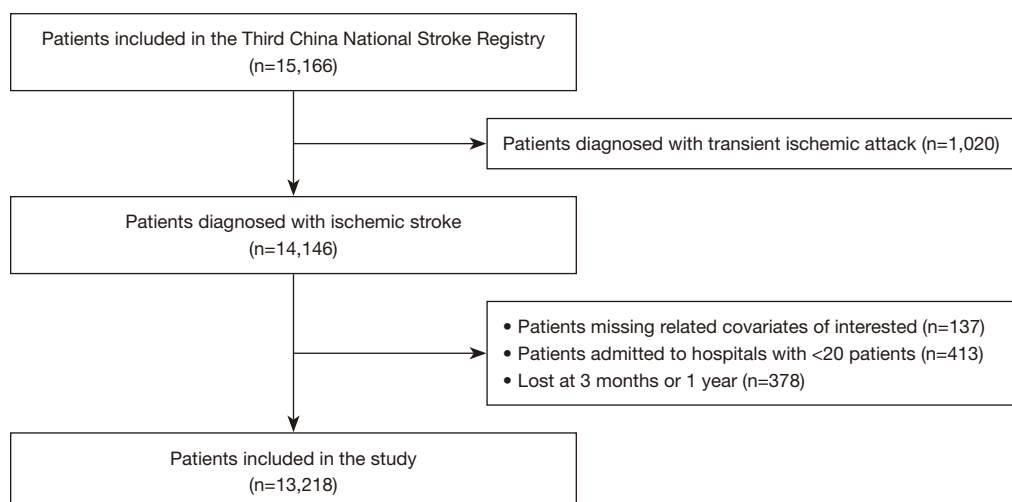 Patients included in the Third China National Stroke Registry
(n=15,166)
Patients diagnosed with transient ischemic attack (n=1,020)
Patients diagnosed with ischemic stroke
(n=14,146)
• Patients missing related covariates of interested (n=137)
• Patients admitted to hospitals with <20 patients (n=413)
• Lost at 3 months or 1 year (n=378)
Patients included in the study
(n=13,218)